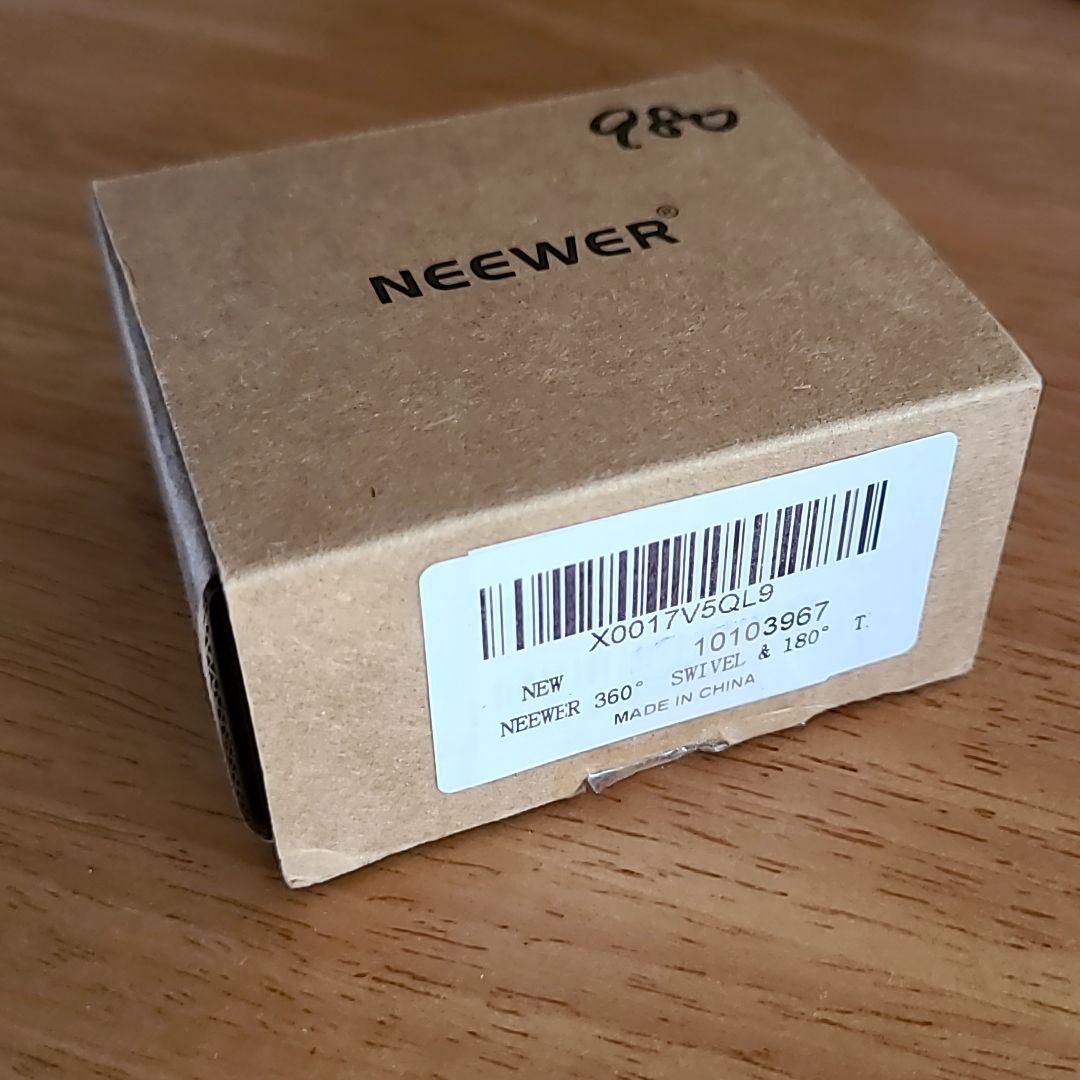 980
NEEWER®
X0017V5QL9
10103967
NEW
NEEWER 360° SWIVEL & 180° T.
MADE IN CHINA